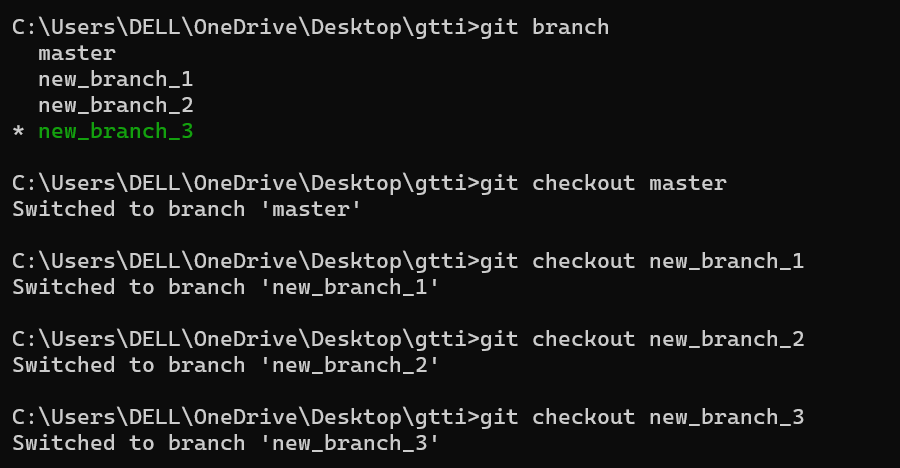 C:\Users\DELL\OneDrive\Desktop\gtti>git branch
  master
  new_branch_1
  new_branch_2
* new_branch_3
C:\Users\DELL\OneDrive\Desktop\gtti>git checkout master
Switched to branch 'master'
C:\Users\DELL\OneDrive\Desktop\gtti>git checkout new_branch_1
Switched to branch 'new_branch_1'
C:\Users\DELL\OneDrive\Desktop\gtti>git checkout new_branch_2
Switched to branch 'new_branch_2'
C:\Users\DELL\OneDrive\Desktop\gtti>git checkout new_branch_3
Switched to branch 'new_branch_3'